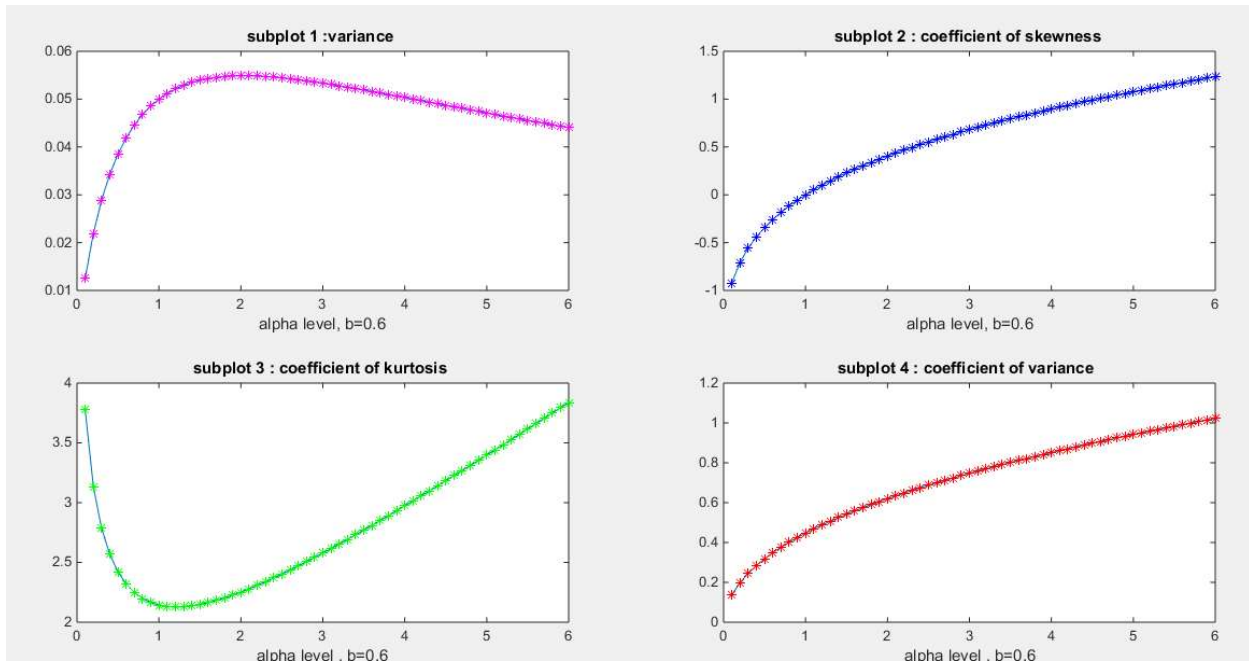 subplot 1 :variance
0.06
0.05
0.04
0.03
0.02
0.01
0 1 2 3 4 5 6
alpha level, b=0.6
subplot 2 : coefficient of skewness
1.5
1
0.5
0
-0.5
-1
0 1 2 3 4 5 6
alpha level, b=0.6
subplot 3 : coefficient of kurtosis
4
3.5
3
2.5
2
0 1 2 3 4 5 6
alpha level , b=0.6
subplot 4 : coefficient of variance
1.2
1
0.8
0.6
0.4
0.2
0
0 1 2 3 4 5 6
alpha level , b=0.6